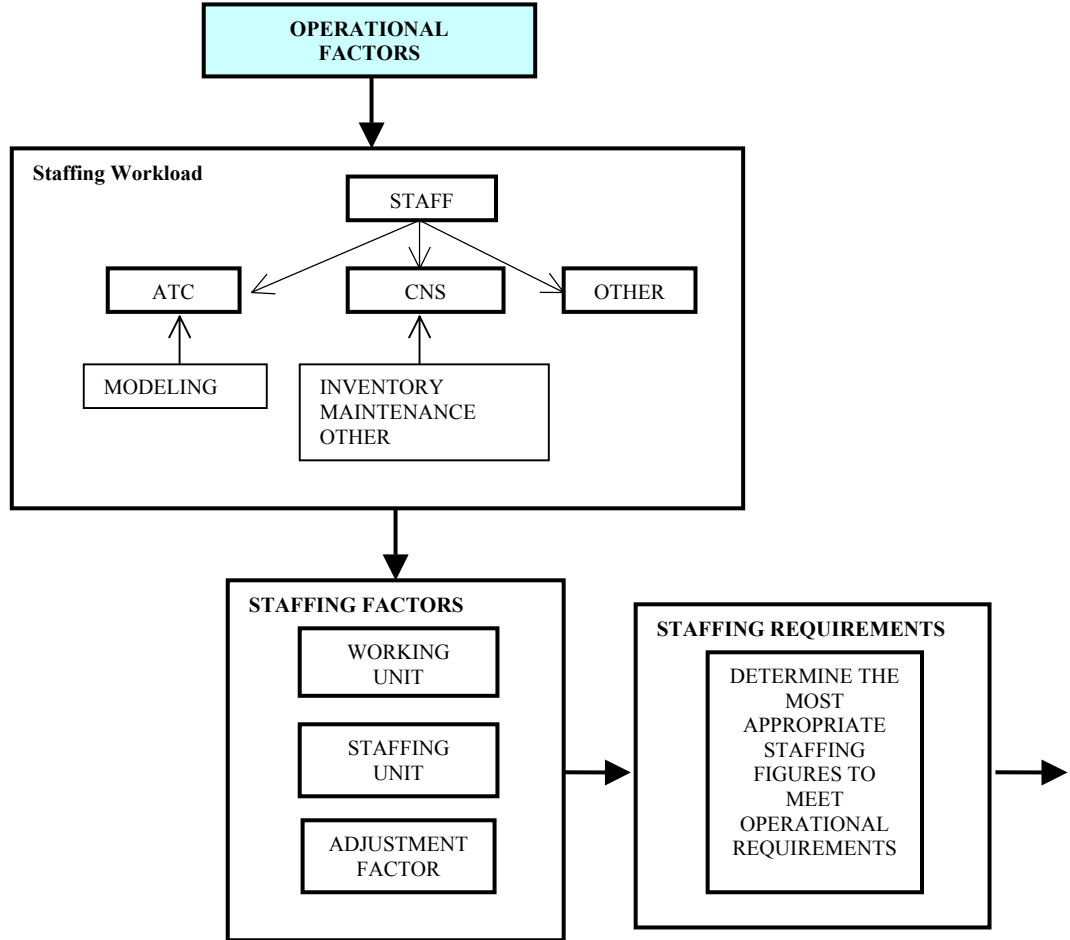 OPERATIONAL
FACTORS
Staffing Workload
STAFF
ATC
CNS
OTHER
MODELING
INVENTORY
MAINTENANCE
OTHER
STAFFING FACTORS
WORKING
UNIT
STAFFING
UNIT
ADJUSTMENT
FACTOR
STAFFING REQUIREMENTS
DETERMINE THE
MOST
APPROPRIATE
STAFFING
FIGURES TO
MEET
OPERATIONAL
REQUIREMENTS